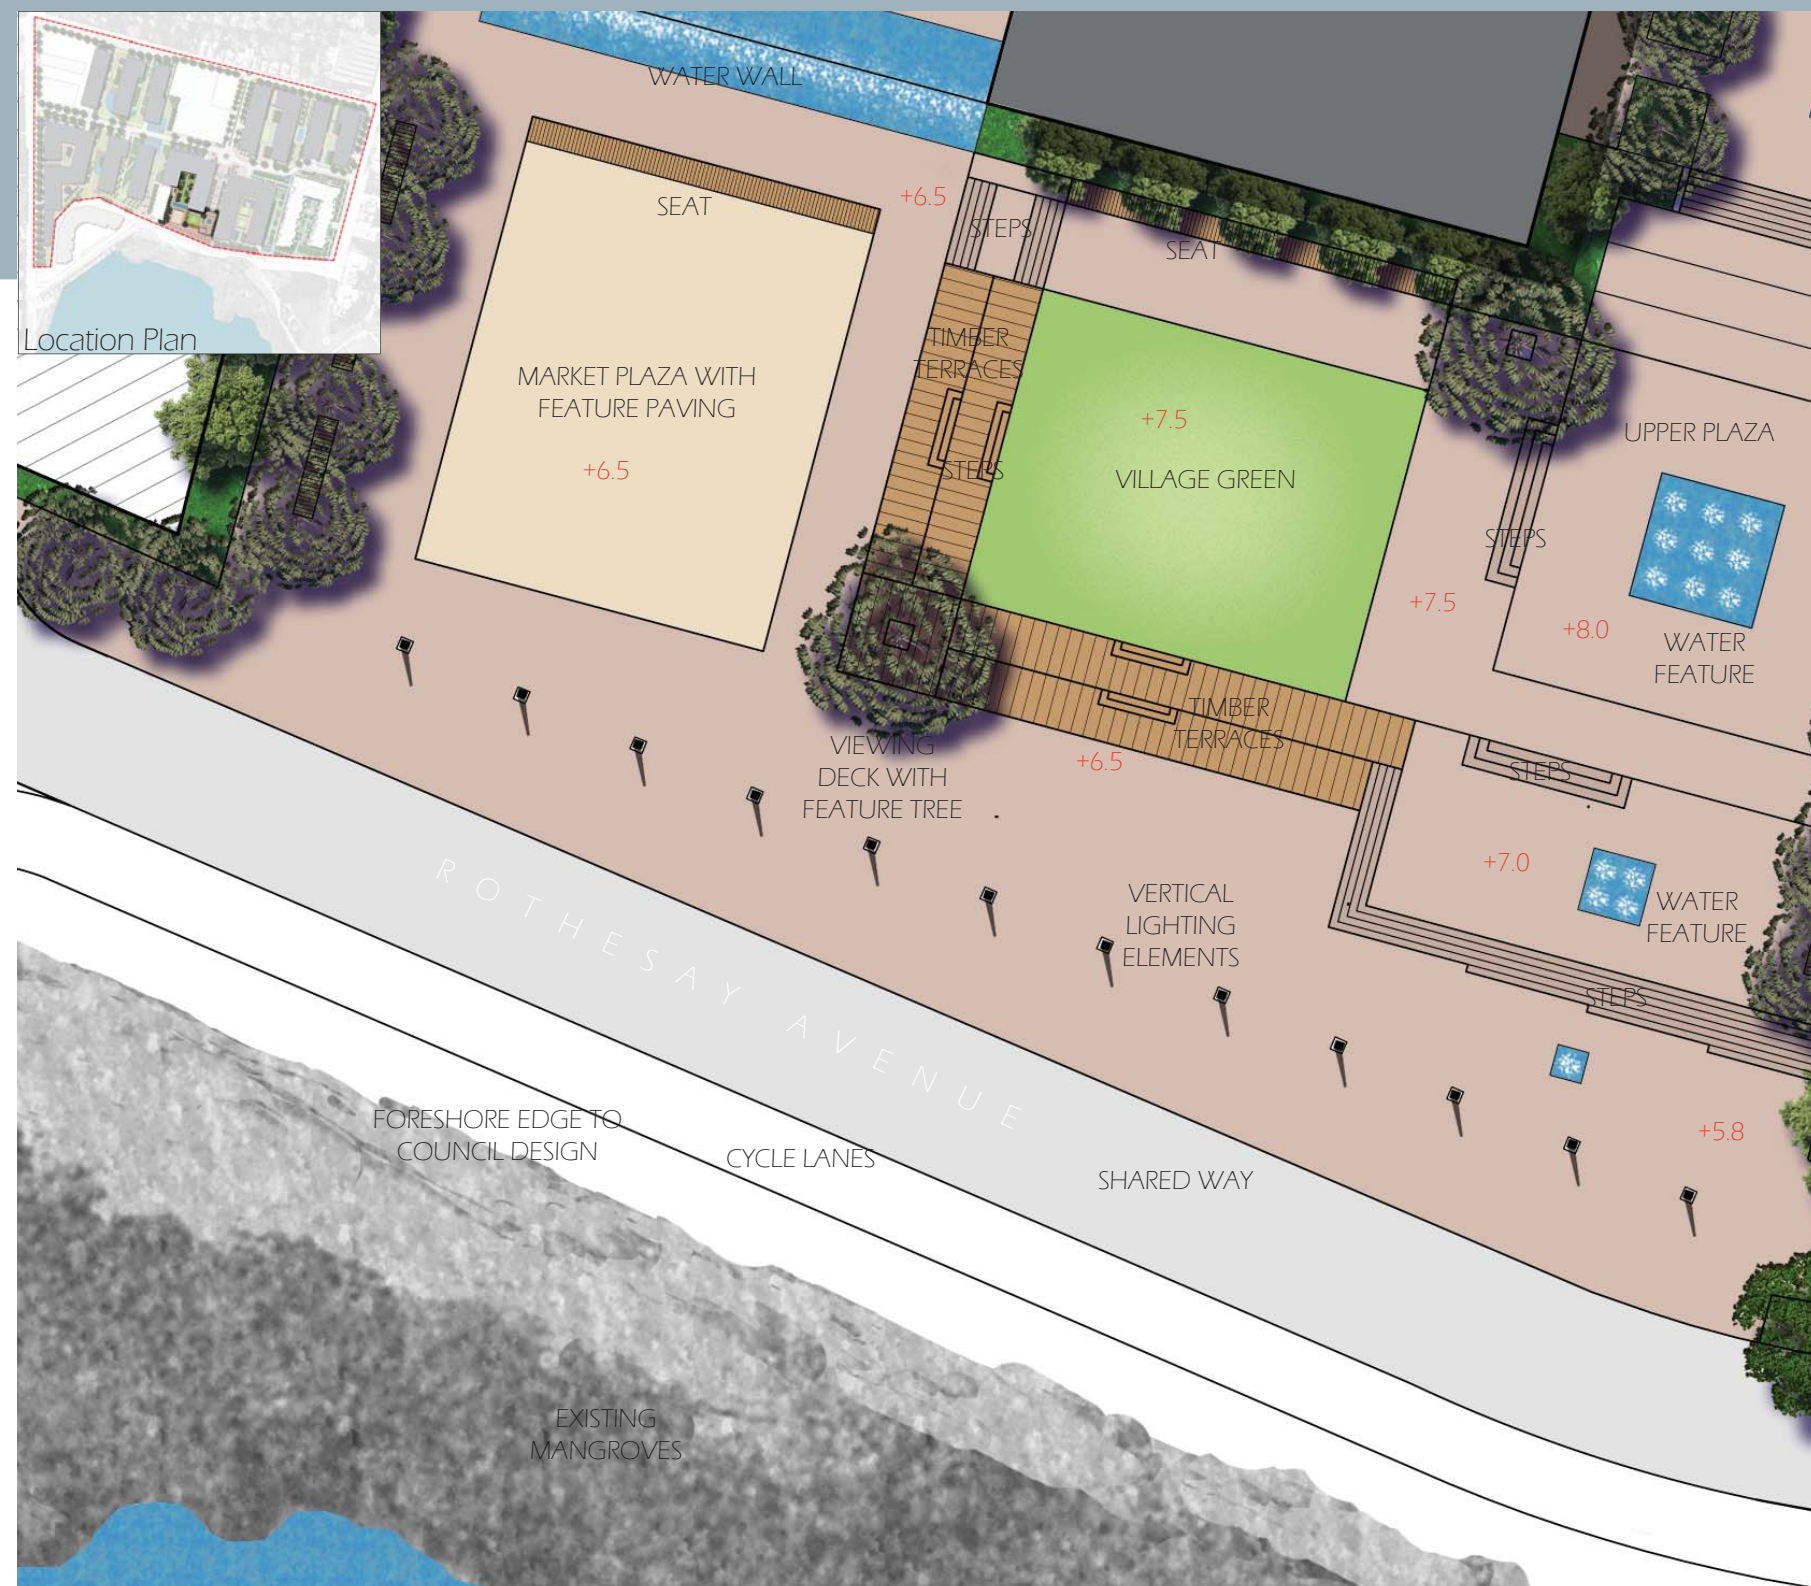 WATER WALL
SEAT
+6.5
STEPS
SEAT
Location Plan
TIMBER
TERRACES
MARKET PLAZA WITH
FEATURE PAVING
+6.5
STEPS
+7.5
VILLAGE GREEN
UPPER PLAZA
STEPS
+7.5
+8.0
WATER
FEATURE
TIMBER
TERRACES
+6.5
VIEWING
DECK WITH
FEATURE TREE
STEPS
+7.0
WATER
FEATURE
VERTICAL
LIGHTING
ELEMENTS
STEPS
ROTHESAY AVENUE
+5.8
FORESHORE EDGE TO
COUNCIL DESIGN
CYCLE LANES
SHARED WAY
EXISTING
MANGROVES